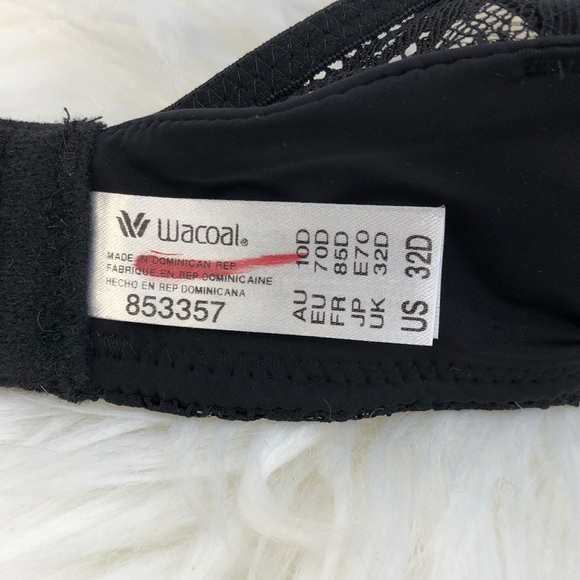 Wacoal®
MADE IN DOMINICAN REP
FABRIQUE EN REP DOMINICAINE
HECHO EN REP DOMINICANA
853357
AU 10D
EU 70D
FR 85D
JP E70
UK 32D
US 32D